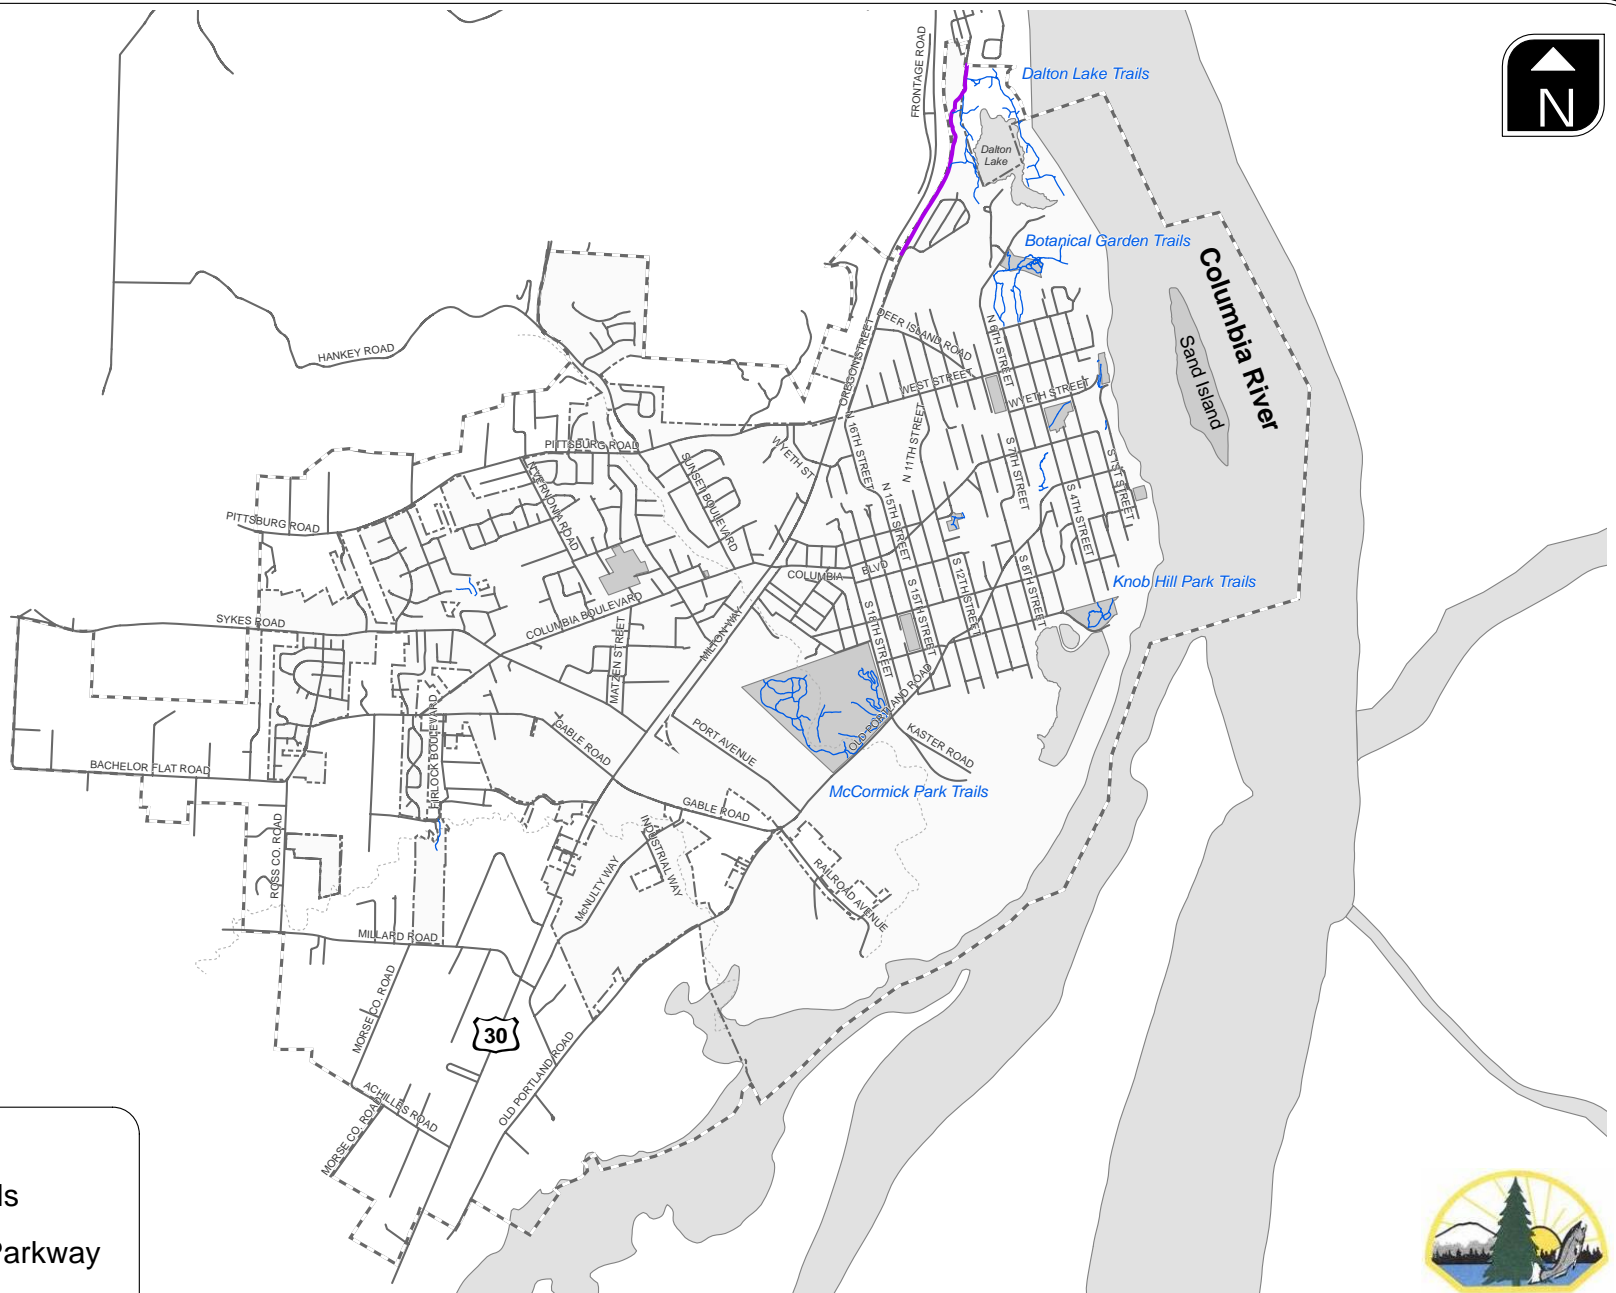 FRONTAGE ROAD
Dalton Lake Trails
N
Dalton
Lake
Botanical Garden Trails
Columbia River
Sand Island
HANKEY ROAD
OREGON STREET
DEER ISLAND ROAD
N 6TH STREET
WEST STREET
WYETH STREET
PITTSBURG ROAD
WYETH ST
N 16TH STREET
N 11TH STREET
S 7TH STREET
S 1ST STREET
SUNSET BOULEVARD
N VERNONIA ROAD
N 15TH STREET
S 4TH STREET
PITTSBURG ROAD
COLUMBIA BLVD
S 12TH STREET
S 8TH STREET
Knob Hill Park Trails
SYKES ROAD
COLUMBIA BOULEVARD
MATZEN STREET
MILTON WAY
S 18TH STREET
S 15TH STREET
FIRLOCK BOULEVARD
GABLE ROAD
PORT AVENUE
OLD PORTLAND ROAD
KASTER ROAD
BACHELOR FLAT ROAD
McCormick Park Trails
GABLE ROAD
ROSS CO. ROAD
INDUSTRIAL WAY
McNULTY WAY
RAILROAD AVENUE
MILLARD ROAD
MORSE CO. ROAD
30
OLD PORTLAND ROAD
ACHILLES ROAD
MORSE CO. ROAD
ls
Parkway